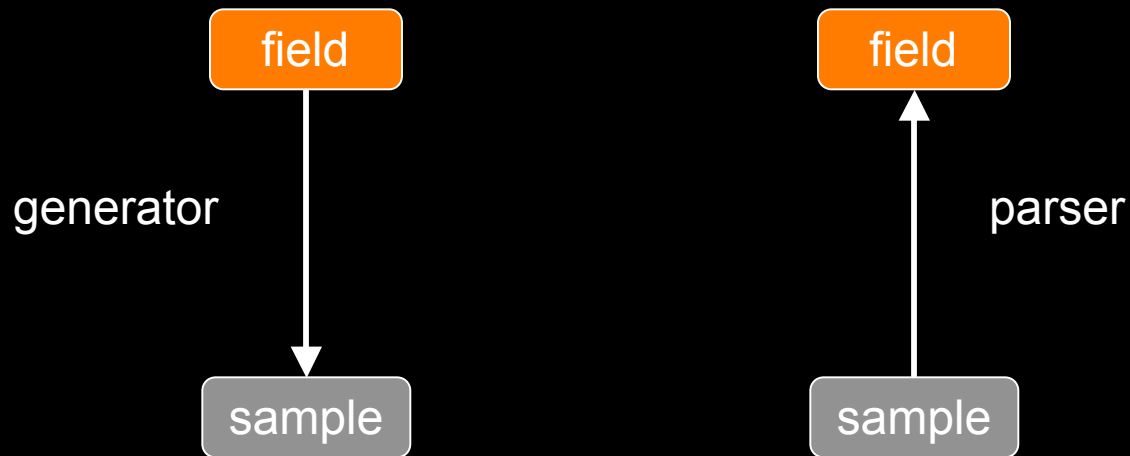 field
field
generator
parser
sample
sample